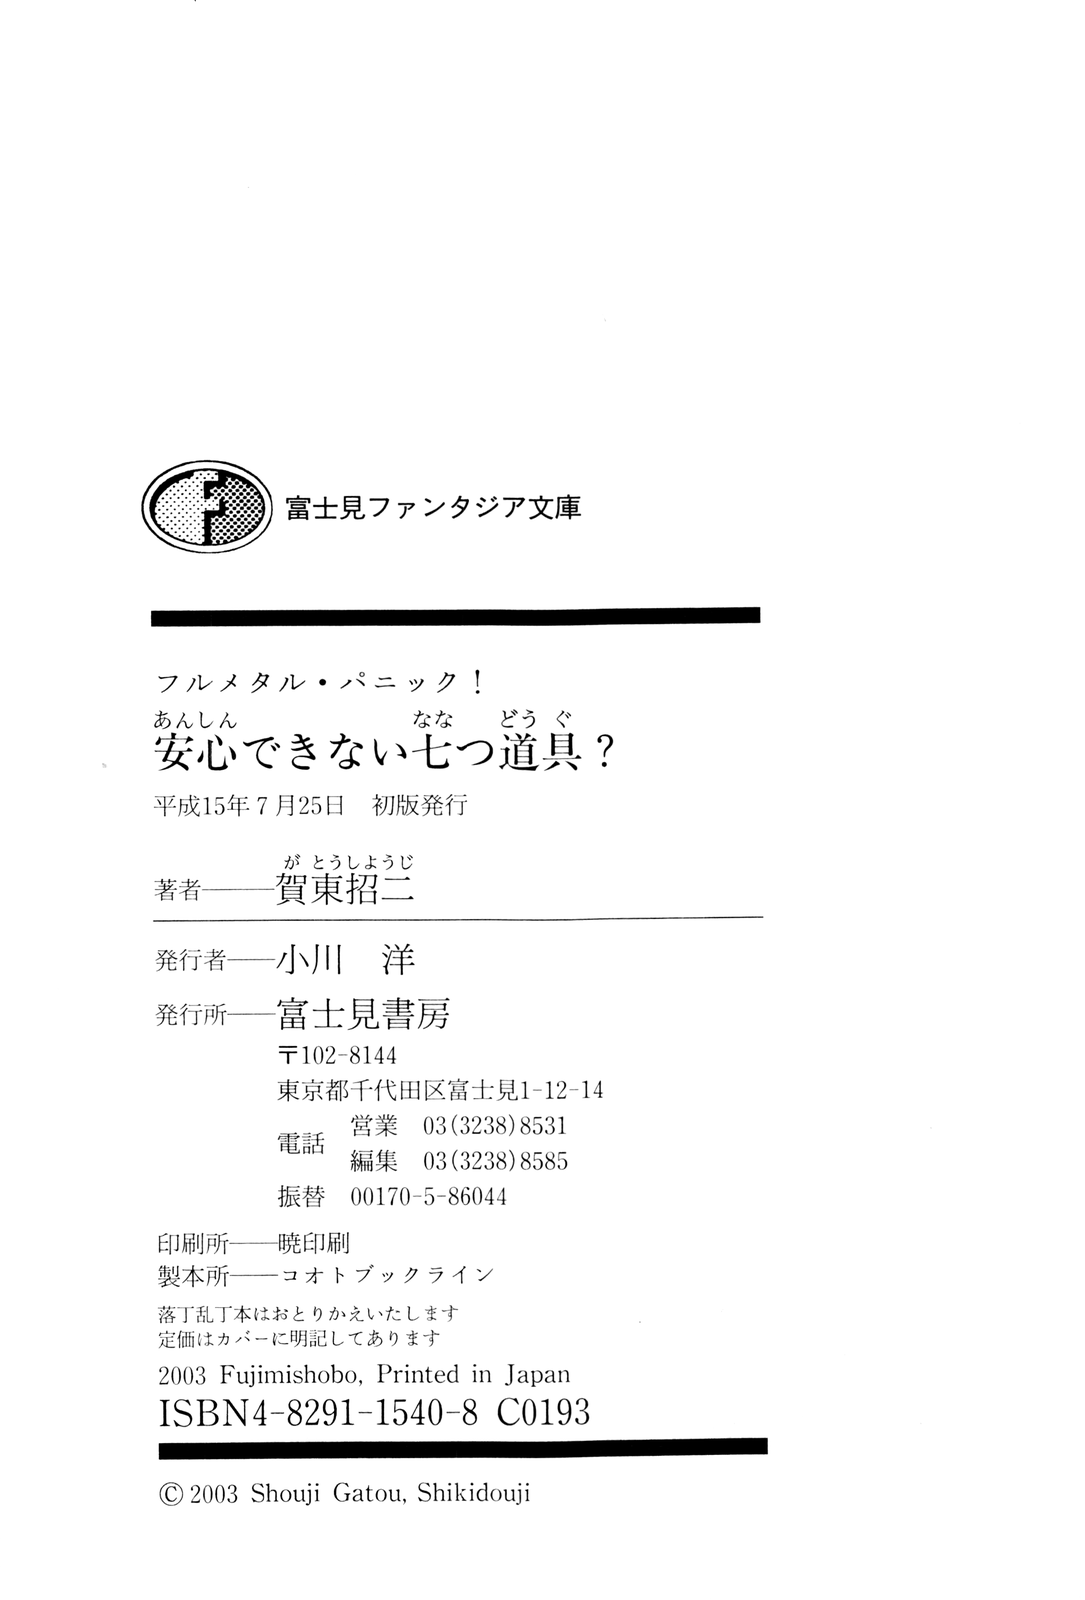 富士見ファンタジア文庫
フルメタル・パニック!
あんしん なな どう ぐ
安心できない七つ道具?
平成15年7月25日 初版発行
が とうしようじ
著者――賀東招二
発行者――小川 洋
発行所――富士見書房
〒102-8144
東京都千代田区富士見1-12-14
電話 営業 03(3238)8531
編集 03(3238)8585
振替 00170-5-86044
印刷所――暁印刷
製本所――コオトブックライン
落丁乱丁本はおとりかえいたします
定価はカバーに明記してあります
2003 Fujimishobo, Printed in Japan
ISBN4-8291-1540-8 C0193
©2003 Shouji Gatou, Shikidouji